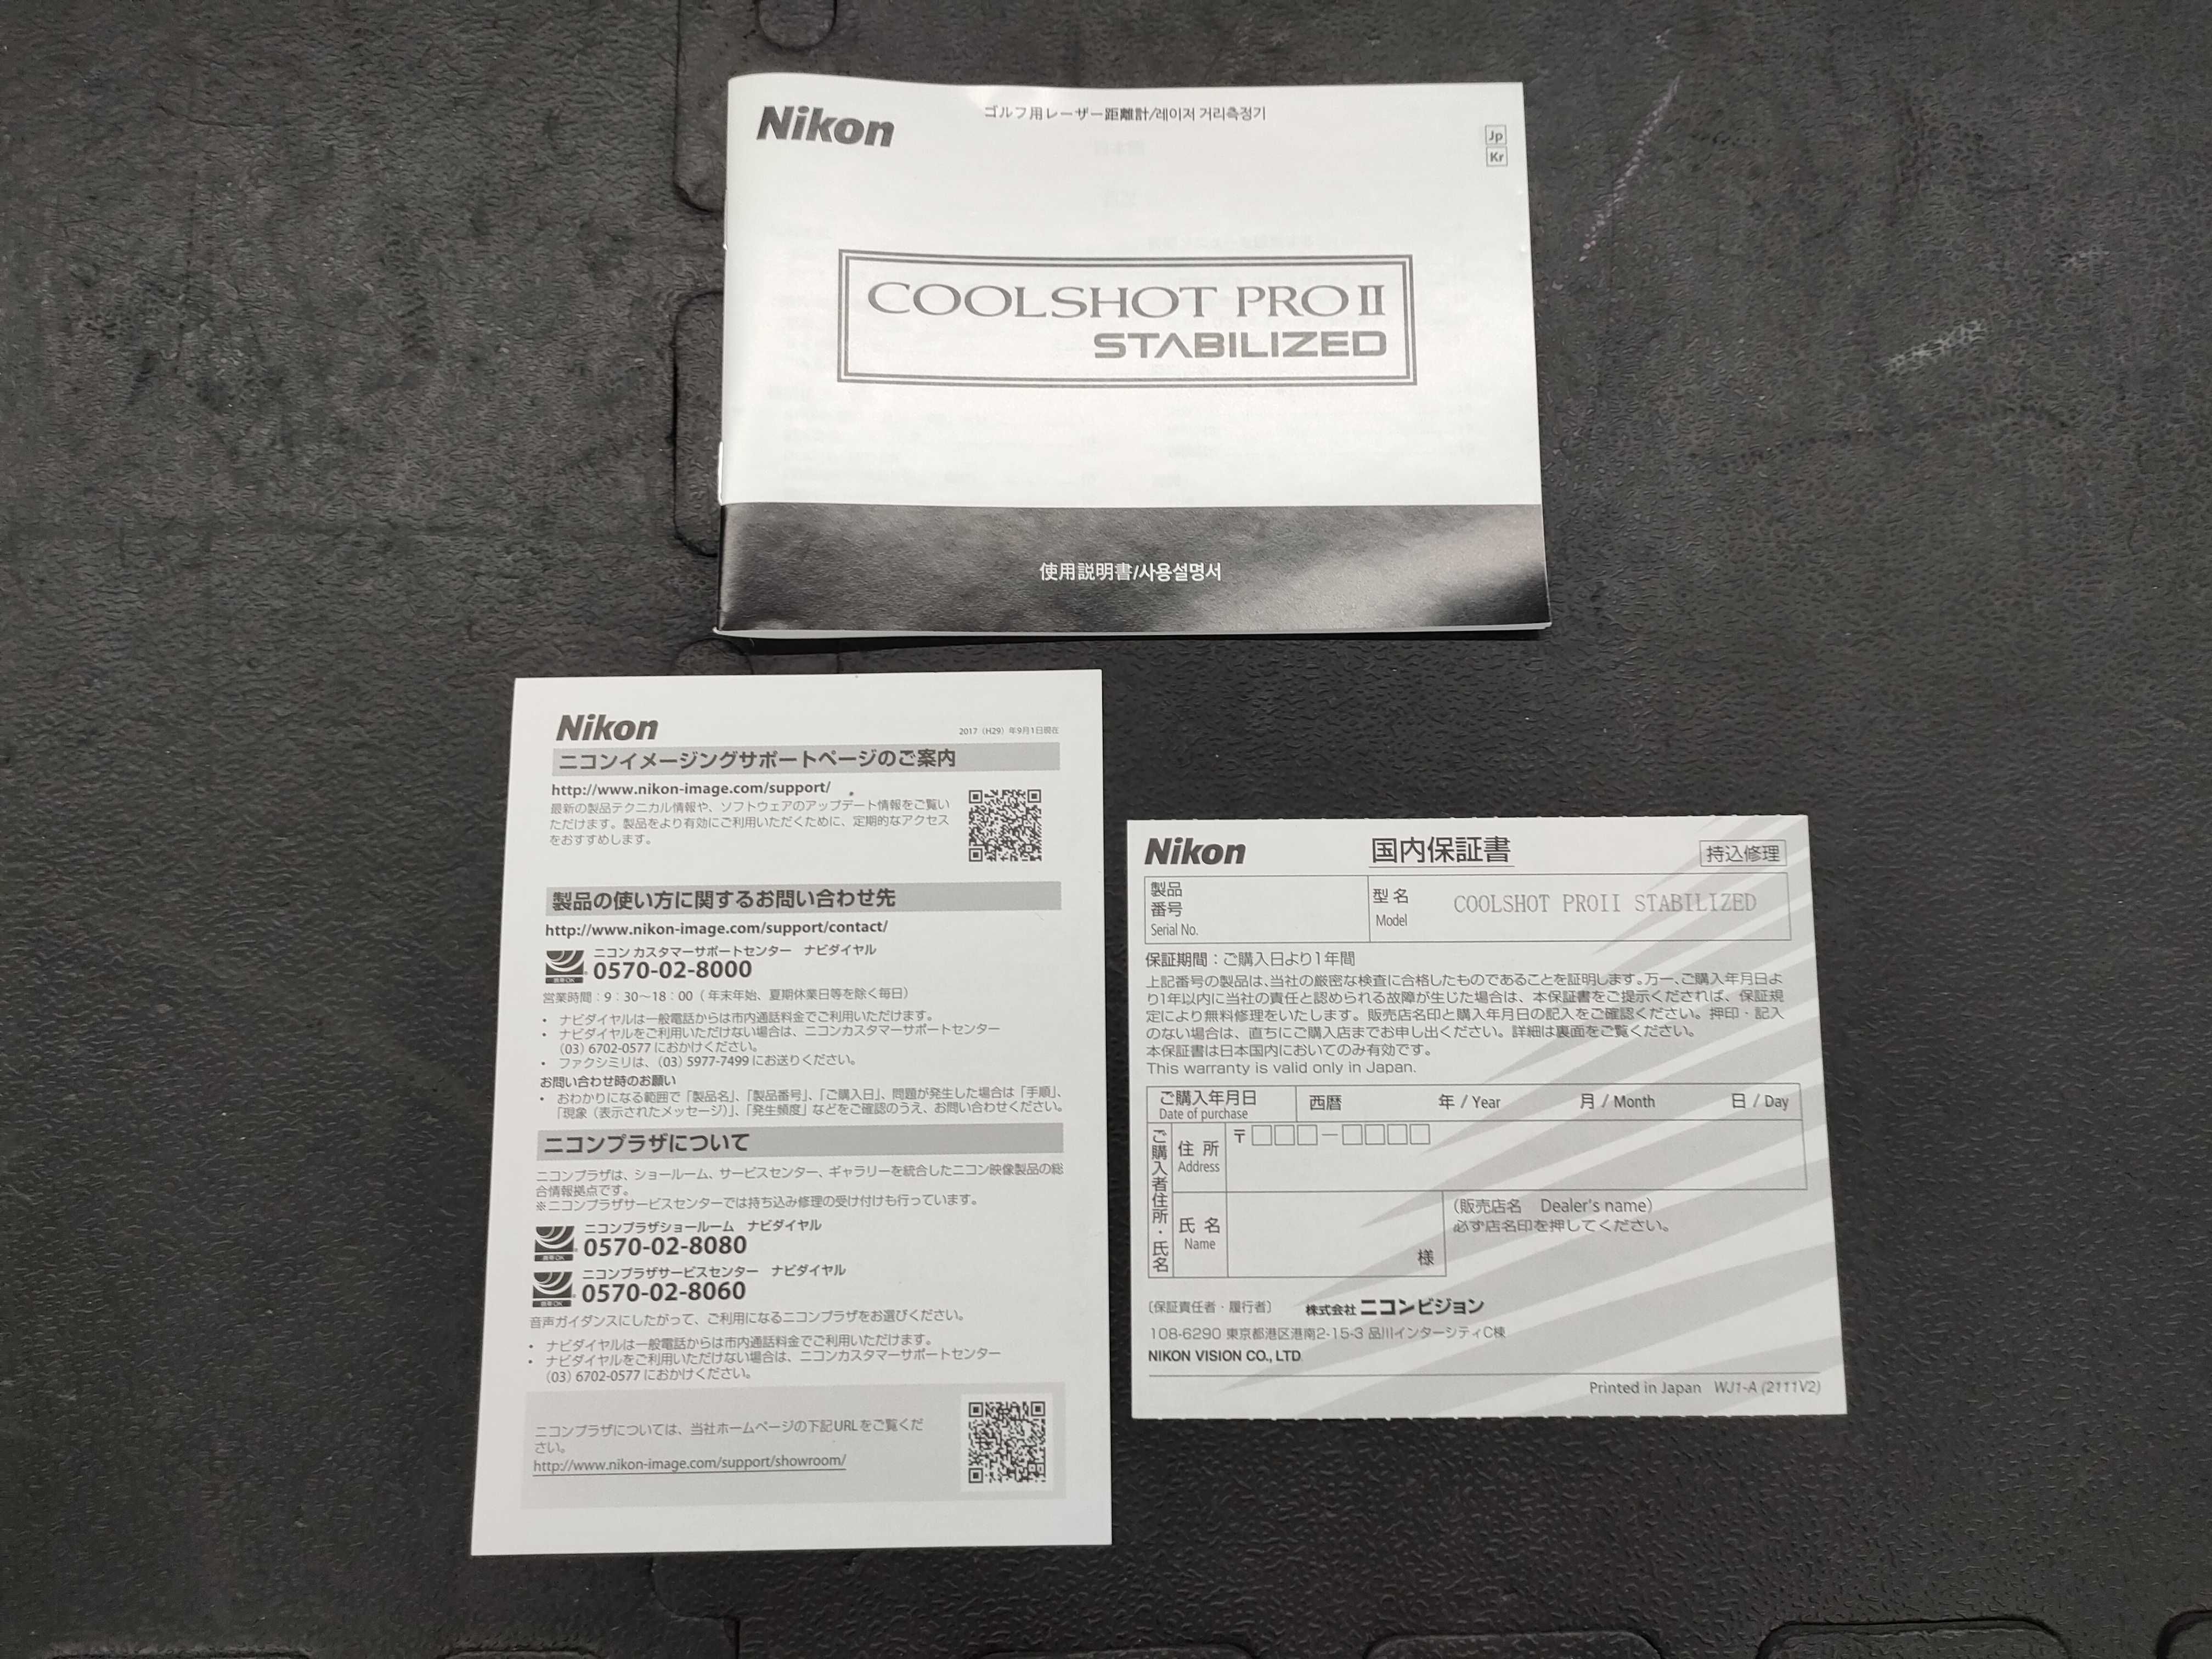 Nikon
ゴルフ用レーザー距離計/레이저 거리측정기
Jp
Kr
COOLSHOT PRO II
STABILIZED
使用説明書/사용설명서
Nikon
2017（H29）年9月1日現在
ニコンイメージングサポートページのご案内
http://www.nikon-image.com/support/
最新の製品テクニカル情報や、ソフトウェアのアップデート情報をご覧い
ただけます。製品をより有効にご利用いただくために、定期的なアクセス
をおすすめします。
製品の使い方に関するお問い合わせ先
http://www.nikon-image.com/support/contact/
ニコン カスタマーサポートセンター　ナビダイヤル
0570-02-8000
営業時間：9：30～18：00（年末年始、夏期休業日等を除く毎日）
・ ナビダイヤルは一般電話からは市内通話料金でご利用いただけます。
・ ナビダイヤルをご利用いただけない場合は、ニコンカスタマーサポートセンター
（03）6702-0577 におかけください。
・ ファクシミリは、（03）5977-7499 にお送りください。
お問い合わせ時のお願い
・ おわかりになる範囲で「製品名」、「製品番号」、「ご購入日」、問題が発生した場合は「手順」、
「現象（表示されたメッセージ）」、「発生頻度」などをご確認のうえ、お問い合わせください。
ニコンプラザについて
ニコンプラザは、ショールーム、サービスセンター、ギャラリーを統合したニコン映像製品の総
合情報拠点です。
※ニコンプラザサービスセンターでは持ち込み修理の受け付けも行っています。
ニコンプラザショールーム　ナビダイヤル
0570-02-8080
ニコンプラザサービスセンター　ナビダイヤル
0570-02-8060
音声ガイダンスにしたがって、ご利用になるニコンプラザをお選びください。
・ ナビダイヤルは一般電話からは市内通話料金でご利用いただけます。
・ ナビダイヤルをご利用いただけない場合は、ニコンカスタマーサポートセンター
（03）6702-0577 におかけください。
ニコンプラザについては、当社ホームページの下記URLをご覧くだ
さい。
http://www.nikon-image.com/support/showroom/
Nikon
国内保証書
持込修理
製品
番号
Serial No.
型 名
Model
COOLSHOT PROII STABILIZED
保証期間：ご購入日より1年間
上記番号の製品は、当社の厳密な検査に合格したものであることを証明します。万一、ご購入年月日よ
り1年以内に当社の責任と認められる故障が生じた場合は、本保証書をご提示くだされば、保証規
定により無料修理をいたします。販売店名印と購入年月日の記入をご確認ください。押印・記入
のない場合は、直ちにご購入店までお申し出ください。詳細は裏面をご覧ください。
本保証書は日本国内においてのみ有効です。
This warranty is valid only in Japan.
ご購入年月日
Date of purchase
西暦
年 / Year
月 / Month
日 / Day
ご購入者住所・氏名
住 所
Address
〒□□□－□□□□
氏 名
Name
様
（販売店名　Dealer's name）
必ず店名印を押してください。
〔保証責任者・履行者〕
株式会社 ニコンビジョン
108-6290 東京都港区港南2-15-3 品川インターシティC棟
NIKON VISION CO., LTD
Printed in Japan WJ1-A (2111V2)